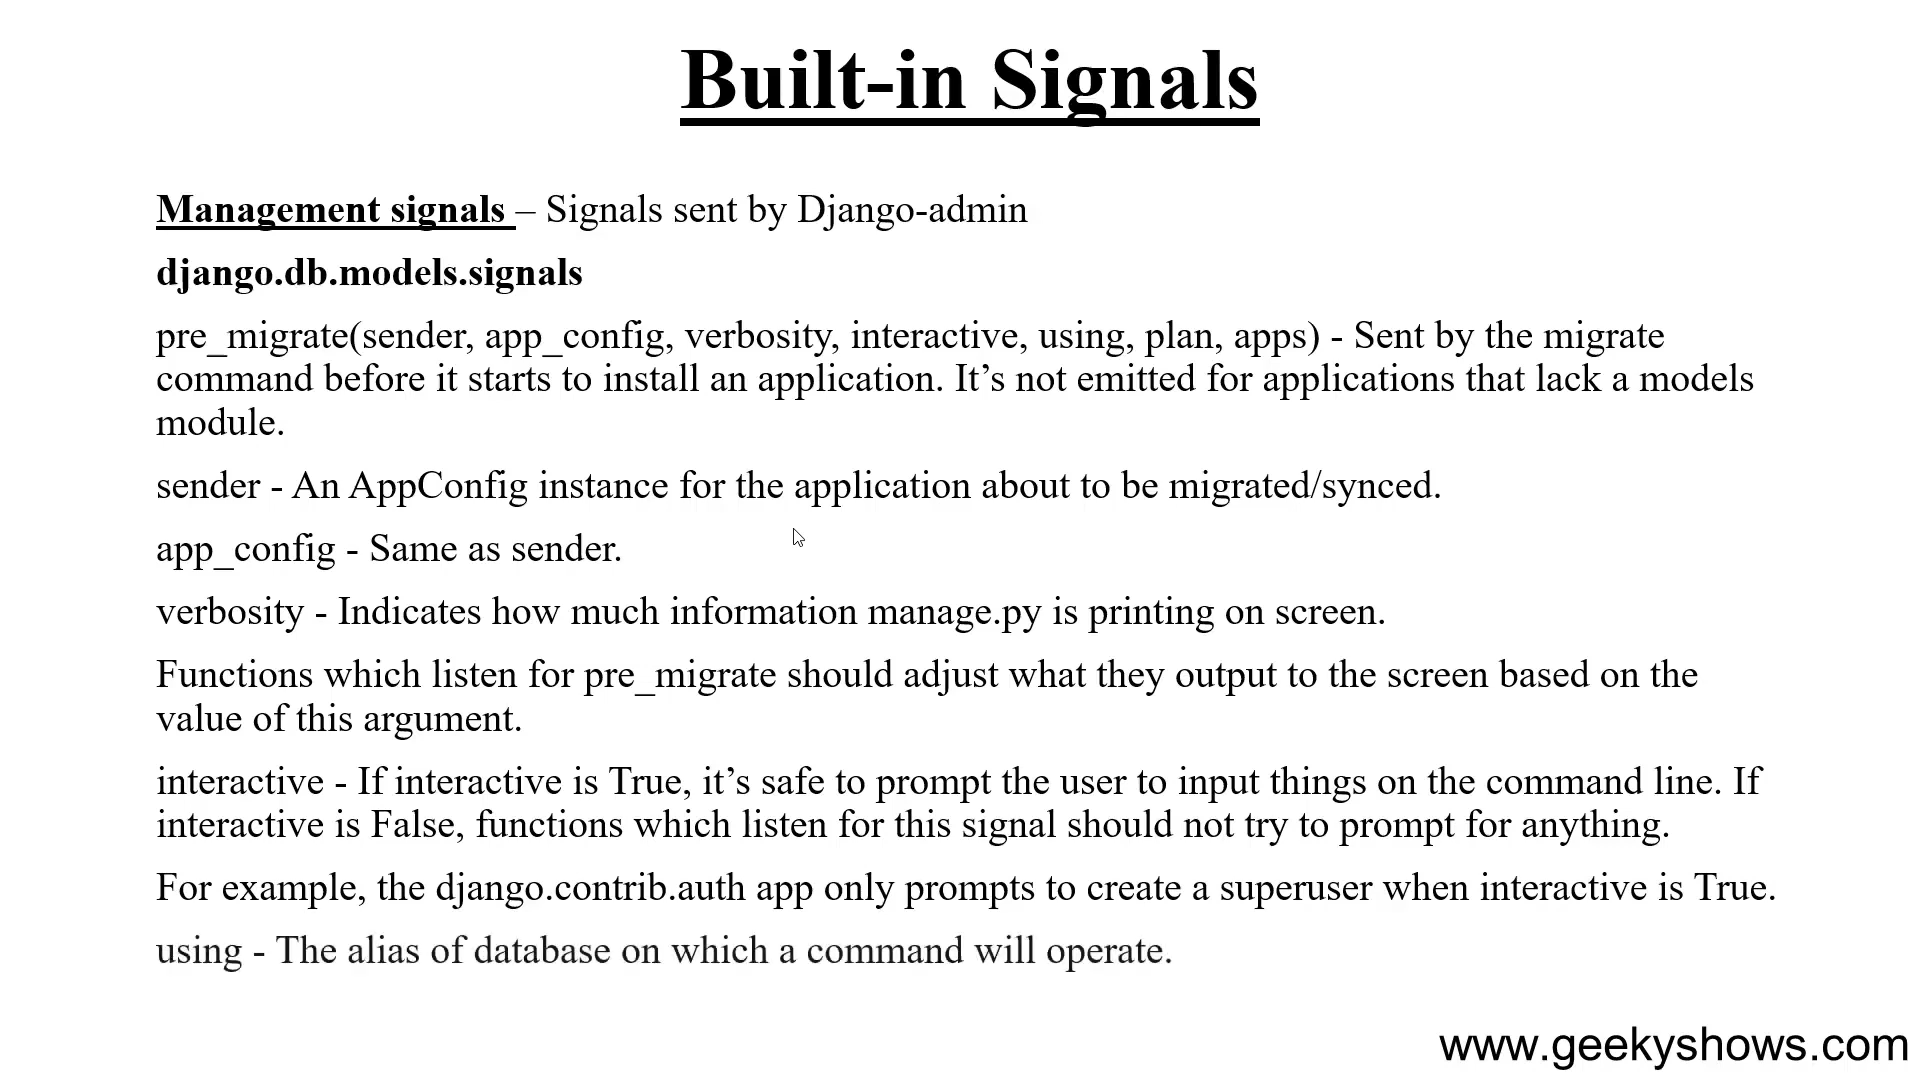 Built-in Signals
Management signals – Signals sent by Django-admin
django.db.models.signals
pre_migrate(sender, app_config, verbosity, interactive, using, plan, apps) - Sent by the migrate
command before it starts to install an application. It’s not emitted for applications that lack a models
module.
sender - An AppConfig instance for the application about to be migrated/synced.
app_config - Same as sender.
verbosity - Indicates how much information manage.py is printing on screen.
Functions which listen for pre_migrate should adjust what they output to the screen based on the
value of this argument.
interactive - If interactive is True, it’s safe to prompt the user to input things on the command line. If
interactive is False, functions which listen for this signal should not try to prompt for anything.
For example, the django.contrib.auth app only prompts to create a superuser when interactive is True.
using - The alias of database on which a command will operate.
www.geekyshows.com